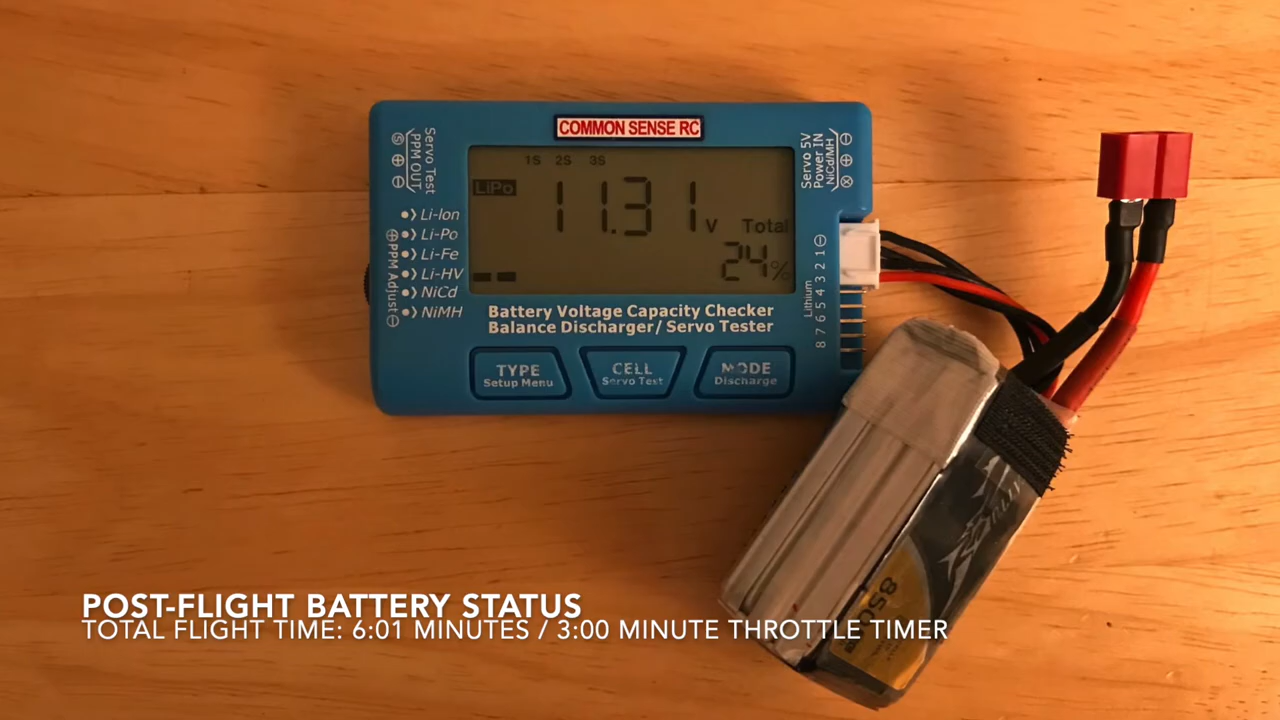 COMMON SENSE RC
1S 2S 3S
LiPo
11.31 V
Total
24%
Servo Test
PPM OUT
Servo 5V
Power IN
NiCd/MH
Li-Ion
Li-Po
Li-Fe
Li-HV
NiCd
NiMH
PPM Adjust
Lithium
8 7 6 5 4 3 2 1
Battery Voltage Capacity Checker
Balance Discharger/ Servo Tester
TYPE
Setup Menu
CELL
Servo Test
MODE
Discharge
850
POST-FLIGHT BATTERY STATUS
TOTAL FLIGHT TIME: 6:01 MINUTES / 3:00 MINUTE THROTTLE TIMER